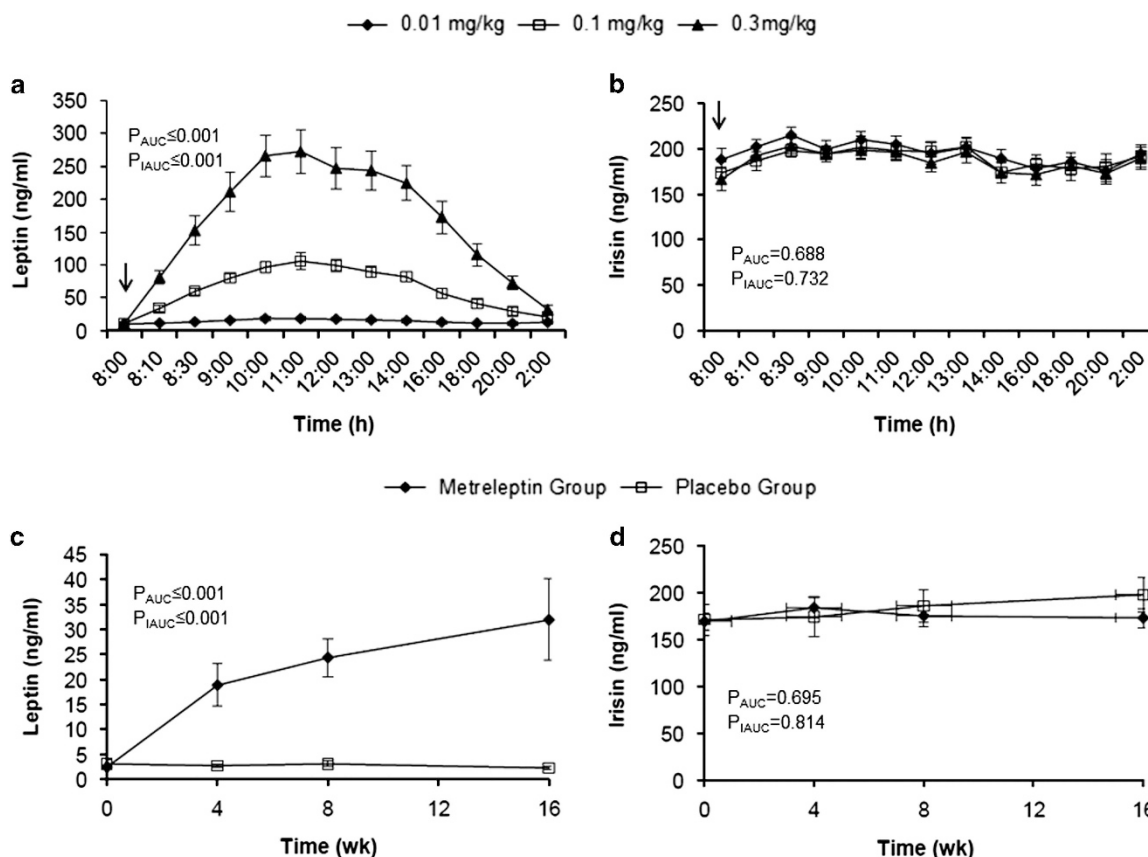 0.01 mg/kg 0.1 mg/kg 0.3mg/kg
a
350
300
250
200
150
100
50
0
Leptin (ng/ml)
PAUC≤0.001
PIAUC≤0.001
8:00 8:10 8:30 9:00 10:00 11:00 12:00 13:00 14:00 16:00 18:00 20:00 2:00
Time (h)
b
250
200
150
100
50
0
Irisin (ng/ml)
PAUC=0.688
PIAUC=0.732
8:00 8:10 8:30 9:00 10:00 11:00 12:00 13:00 14:00 16:00 18:00 20:00 2:00
Time (h)
Metreleptin Group Placebo Group
c
45
40
35
30
25
20
15
10
5
0
Leptin (ng/ml)
PAUC≤0.001
PIAUC≤0.001
0 4 8 12 16
Time (wk)
d
250
200
150
100
50
0
Irisin (ng/ml)
PAUC=0.695
PIAUC=0.814
0 4 8 12 16
Time (wk)